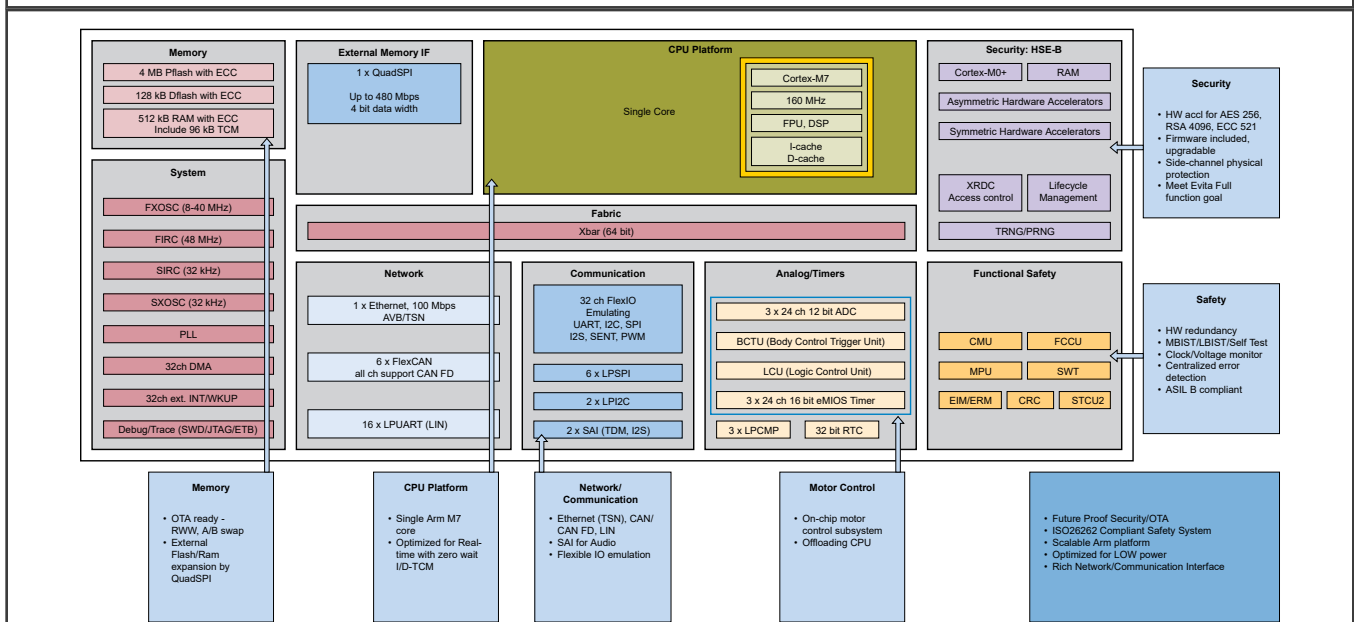 Memory
4 MB Pflash with ECC
128 kB Dflash with ECC
512 kB RAM with ECC
Include 96 kB TCM
System
FXOSC (8-40 MHz)
FIRC (48 MHz)
SIRC (32 kHz)
SXOSC (32 kHz)
PLL
32ch DMA
32ch ext. INT/WKUP
Debug/Trace (SWD/JTAG/ETB)
External Memory IF
1 x QuadSPI
Up to 480 Mbps
4 bit data width
CPU Platform
Single Core
Cortex-M7
160 MHz
FPU, DSP
I-cache
D-cache
Fabric
Xbar (64 bit)
Network
1 x Ethernet, 100 Mbps
AVB/TSN
6 x FlexCAN
all ch support CAN FD
16 x LPUART (LIN)
Communication
32 ch FlexIO
Emulating
UART, I2C, SPI
I2S, SENT, PWM
6 x LPSPI
2 x LPI2C
2 x SAI (TDM, I2S)
Analog/Timers
3 x 24 ch 12 bit ADC
BCTU (Body Control Trigger Unit)
LCU (Logic Control Unit)
3 x 24 ch 16 bit eMIOS Timer
3 x LPCMP
32 bit RTC
Security: HSE-B
Cortex-M0+
RAM
Asymmetric Hardware Accelerators
Symmetric Hardware Accelerators
XRDC
Access control
Lifecycle
Management
TRNG/PRNG
Functional Safety
CMU
FCCU
MPU
SWT
EIM/ERM
CRC
STCU2
Security
• HW accl for AES 256,
RSA 4096, ECC 521
• Firmware included,
upgradable
• Side-channel physical
protection
• Meet Evita Full
function goal
Safety
• HW redundancy
• MBIST/LBIST/Self Test
• Clock/Voltage monitor
• Centralized error
detection
• ASIL B compliant
Memory
• OTA ready -
RWW, A/B swap
• External
Flash/Ram
expansion by
QuadSPI
CPU Platform
• Single Arm M7
core
• Optimized for Real-
time with zero wait
I/D-TCM
Network/
Communication
• Ethernet (TSN), CAN/
CAN FD, LIN
• SAI for Audio
• Flexible IO emulation
Motor Control
• On-chip motor
control subsystem
• Offloading CPU
• Future Proof Security/OTA
• ISO26262 Compliant Safety System
• Scalable Arm platform
• Optimized for LOW power
• Rich Network/Communication Interface